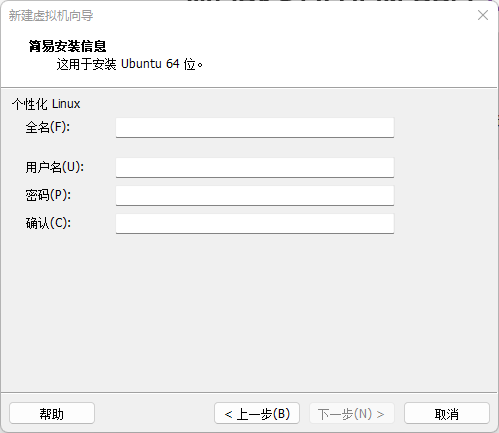 新建虚拟机向导
简易安装信息
这用于安装 Ubuntu 64 位。
个性化 Linux
全名(F):
用户名(U):
密码(P):
确认(C):
帮助
< 上一步(B)
下一步(N) >
取消